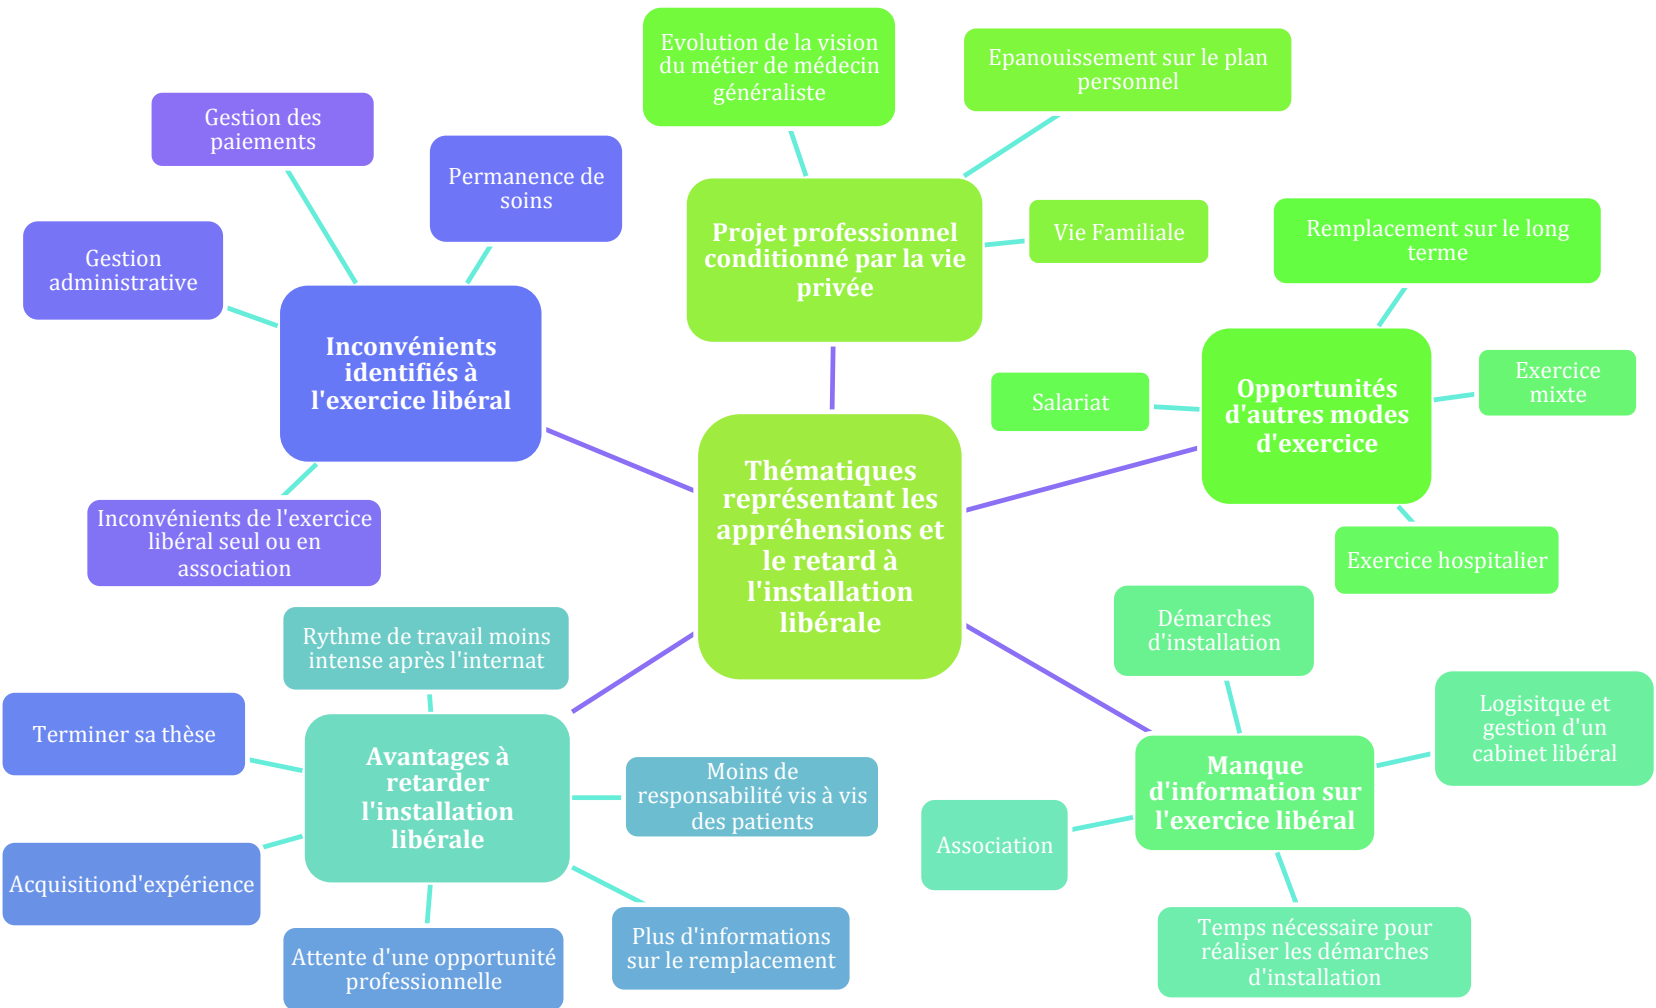 Evolution de la vision
du métier de médecin
généraliste
Epanouissement sur le plan
personnel
Vie Familiale
Projet professionnel
conditionné par la vie
privée
Gestion des
paiements
Permanence de
soins
Gestion
administrative
Inconvénients
identifiés à
l'exercice libéral
Inconvénients de l'exercice
libéral seul ou en
association
Remplacement sur le long
terme
Exercice
mixte
Salariat
Opportunités
d'autres modes
d'exercice
Exercice hospitalier
Thématiques
représentant les
appréhensions et
le retard à
l'installation
libérale
Rythme de travail moins
intense après l'internat
Terminer sa thèse
Avantages à
retarder
l'installation
libérale
Moins de
responsabilité vis à vis
des patients
Acquisitiond'expérience
Attente d'une opportunité
professionnelle
Plus d'informations
sur le remplacement
Démarches
d'installation
Logisitque et
gestion d'un
cabinet libéral
Manque
d'information sur
l'exercice libéral
Association
Temps nécessaire pour
réaliser les démarches
d'installation